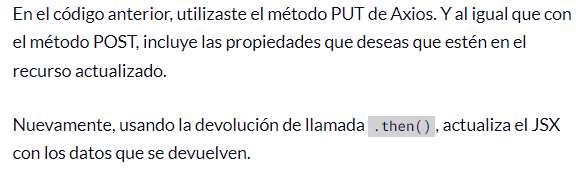 En el código anterior, utilizaste el método PUT de Axios. Y al igual que con
el método POST, incluye las propiedades que deseas que estén en el
recurso actualizado.
Nuevamente, usando la devolución de llamada .then() , actualiza el JSX
con los datos que se devuelven.